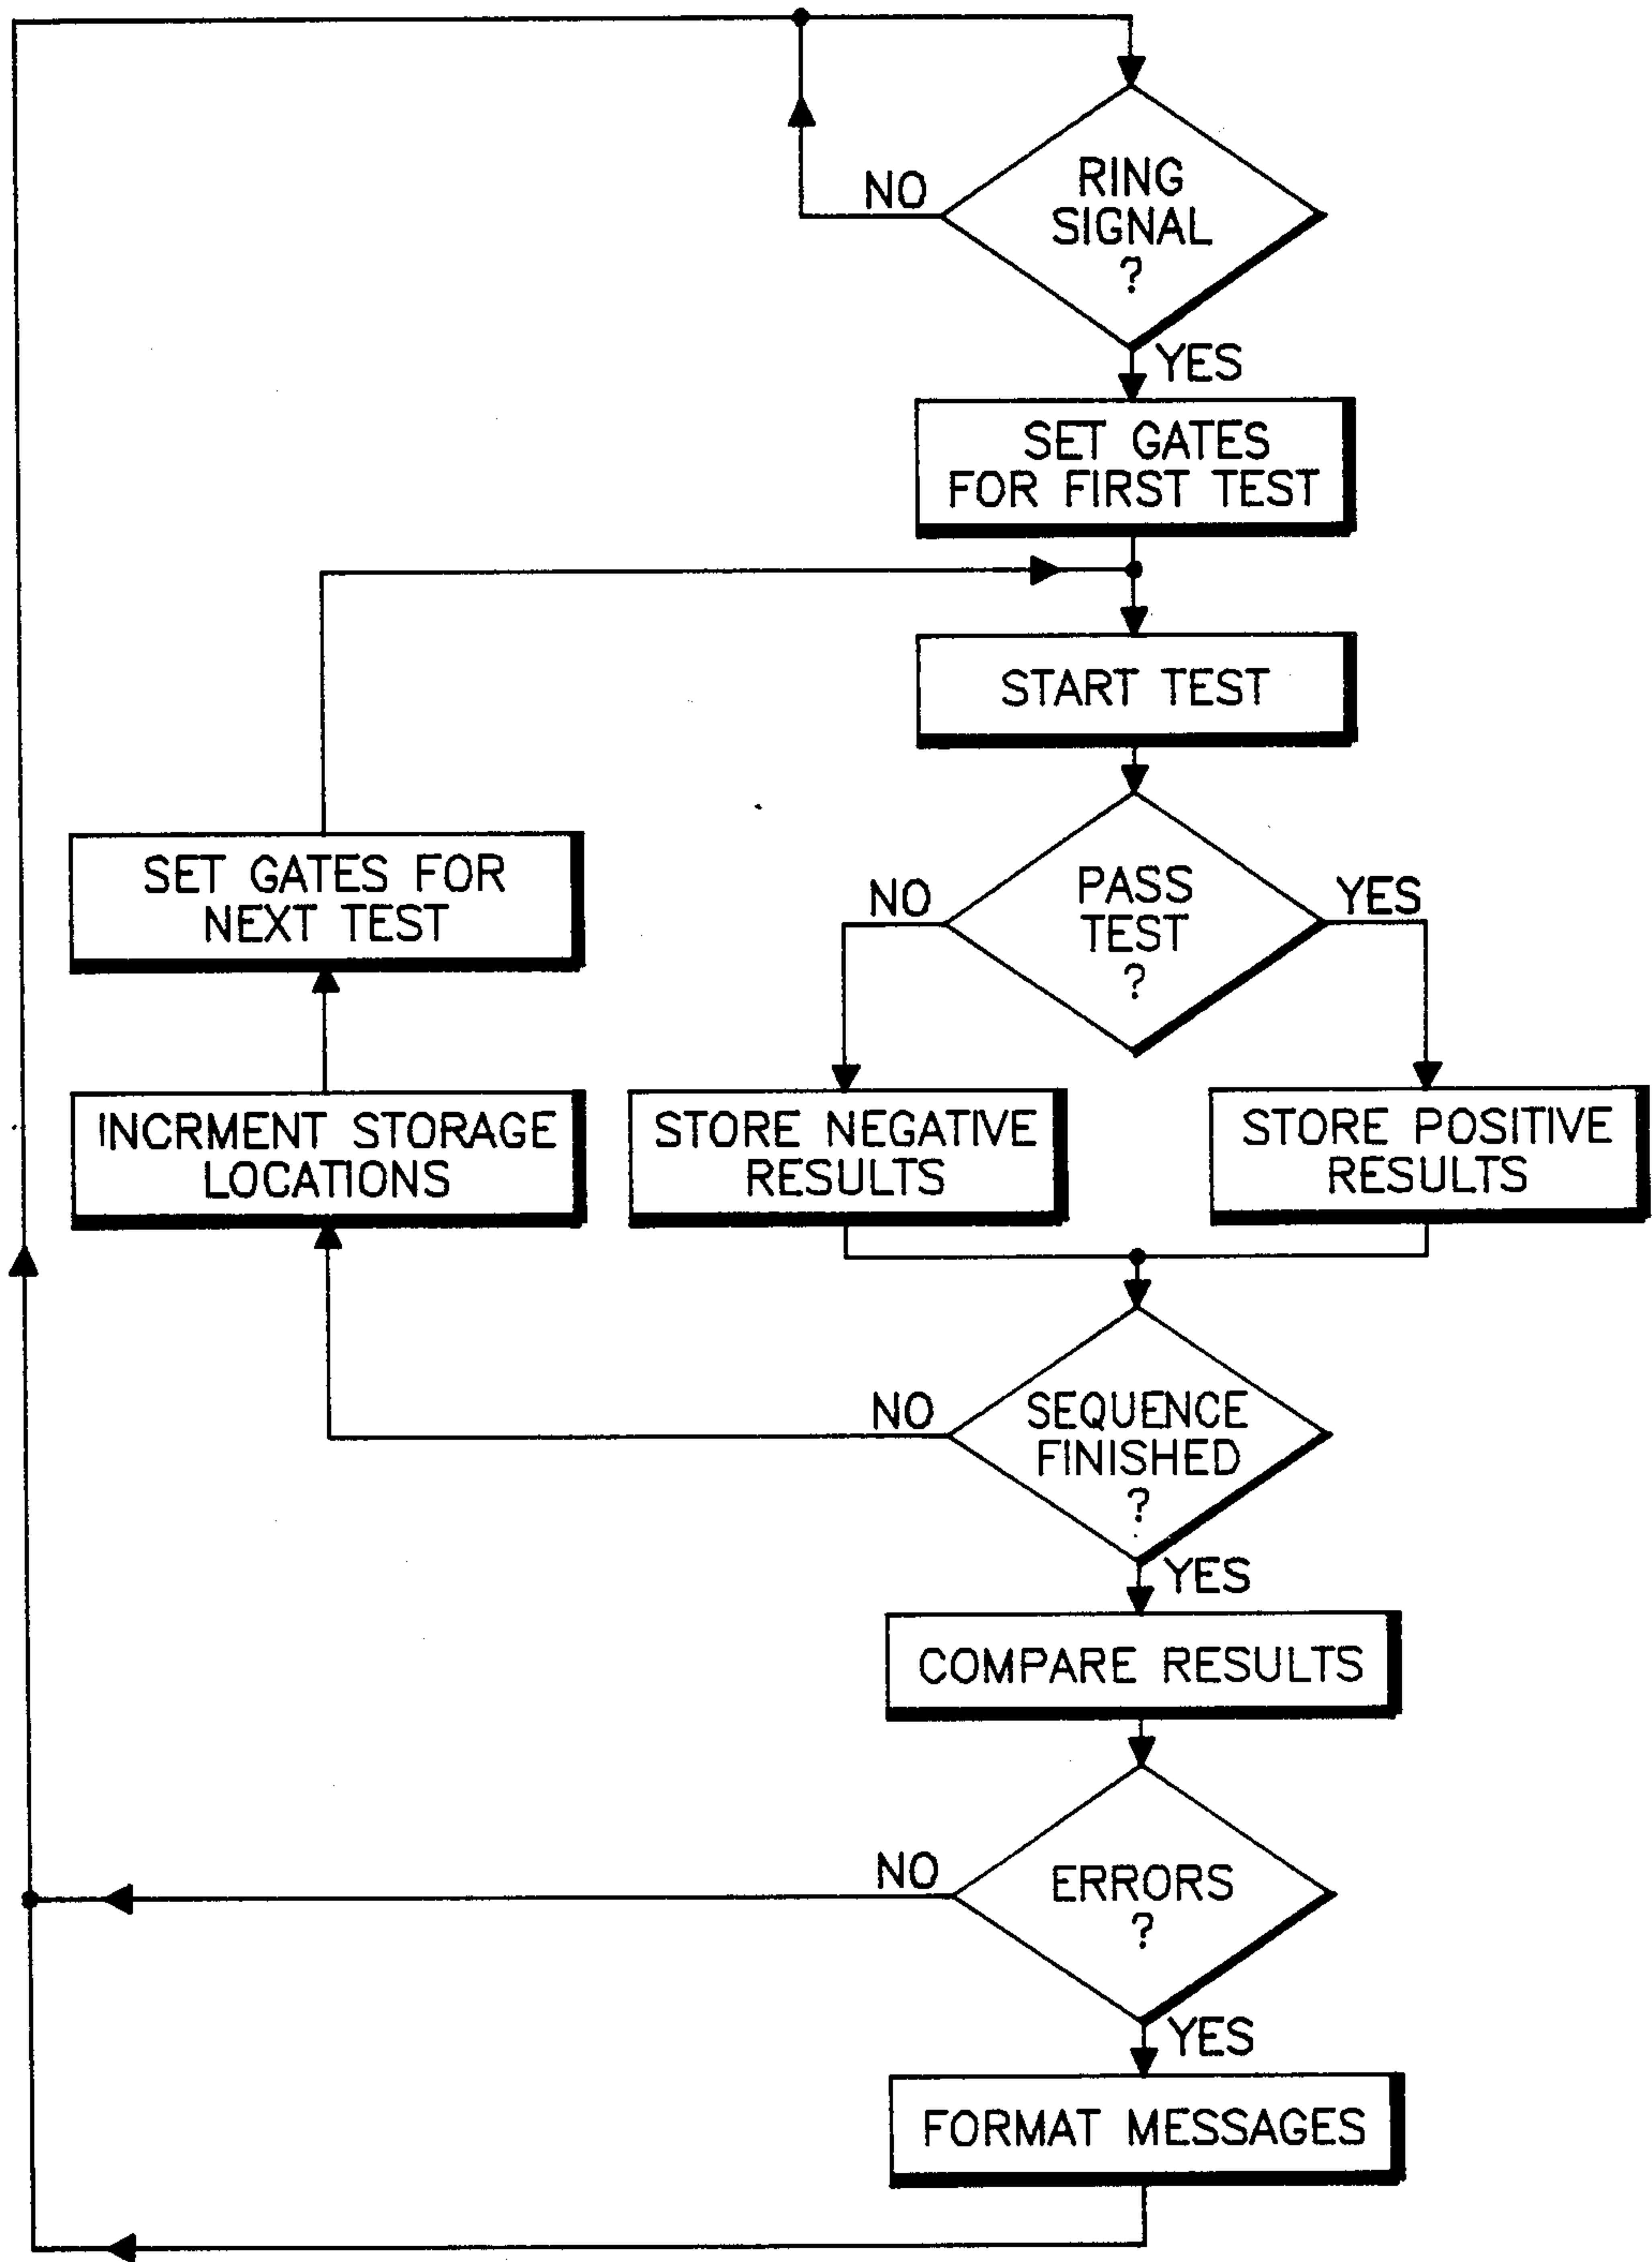 RING
SIGNAL
?
NO
YES
SET GATES
FOR FIRST TEST
START TEST
SET GATES FOR
NEXT TEST
NO
PASS
TEST
?
YES
INCRMENT STORAGE
LOCATIONS
STORE NEGATIVE
RESULTS
STORE POSITIVE
RESULTS
NO
SEQUENCE
FINISHED
?
YES
COMPARE RESULTS
NO
ERRORS
?
YES
FORMAT MESSAGES